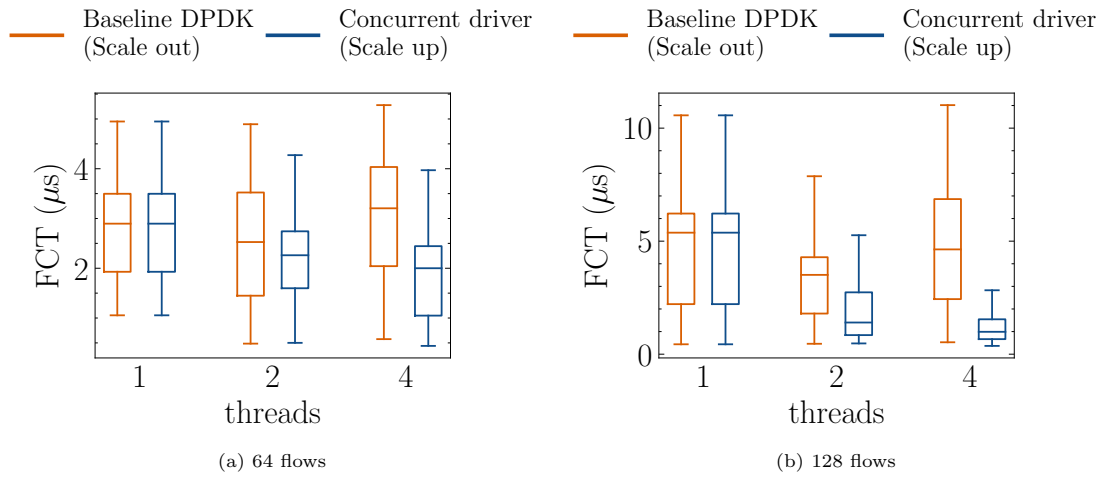 Baseline DPDK
(Scale out)
Concurrent driver
(Scale up)
4
2
FCT (μs)
1 2 4
threads
(a) 64 flows
Baseline DPDK
(Scale out)
Concurrent driver
(Scale up)
10
5
0
FCT (μs)
1 2 4
threads
(b) 128 flows